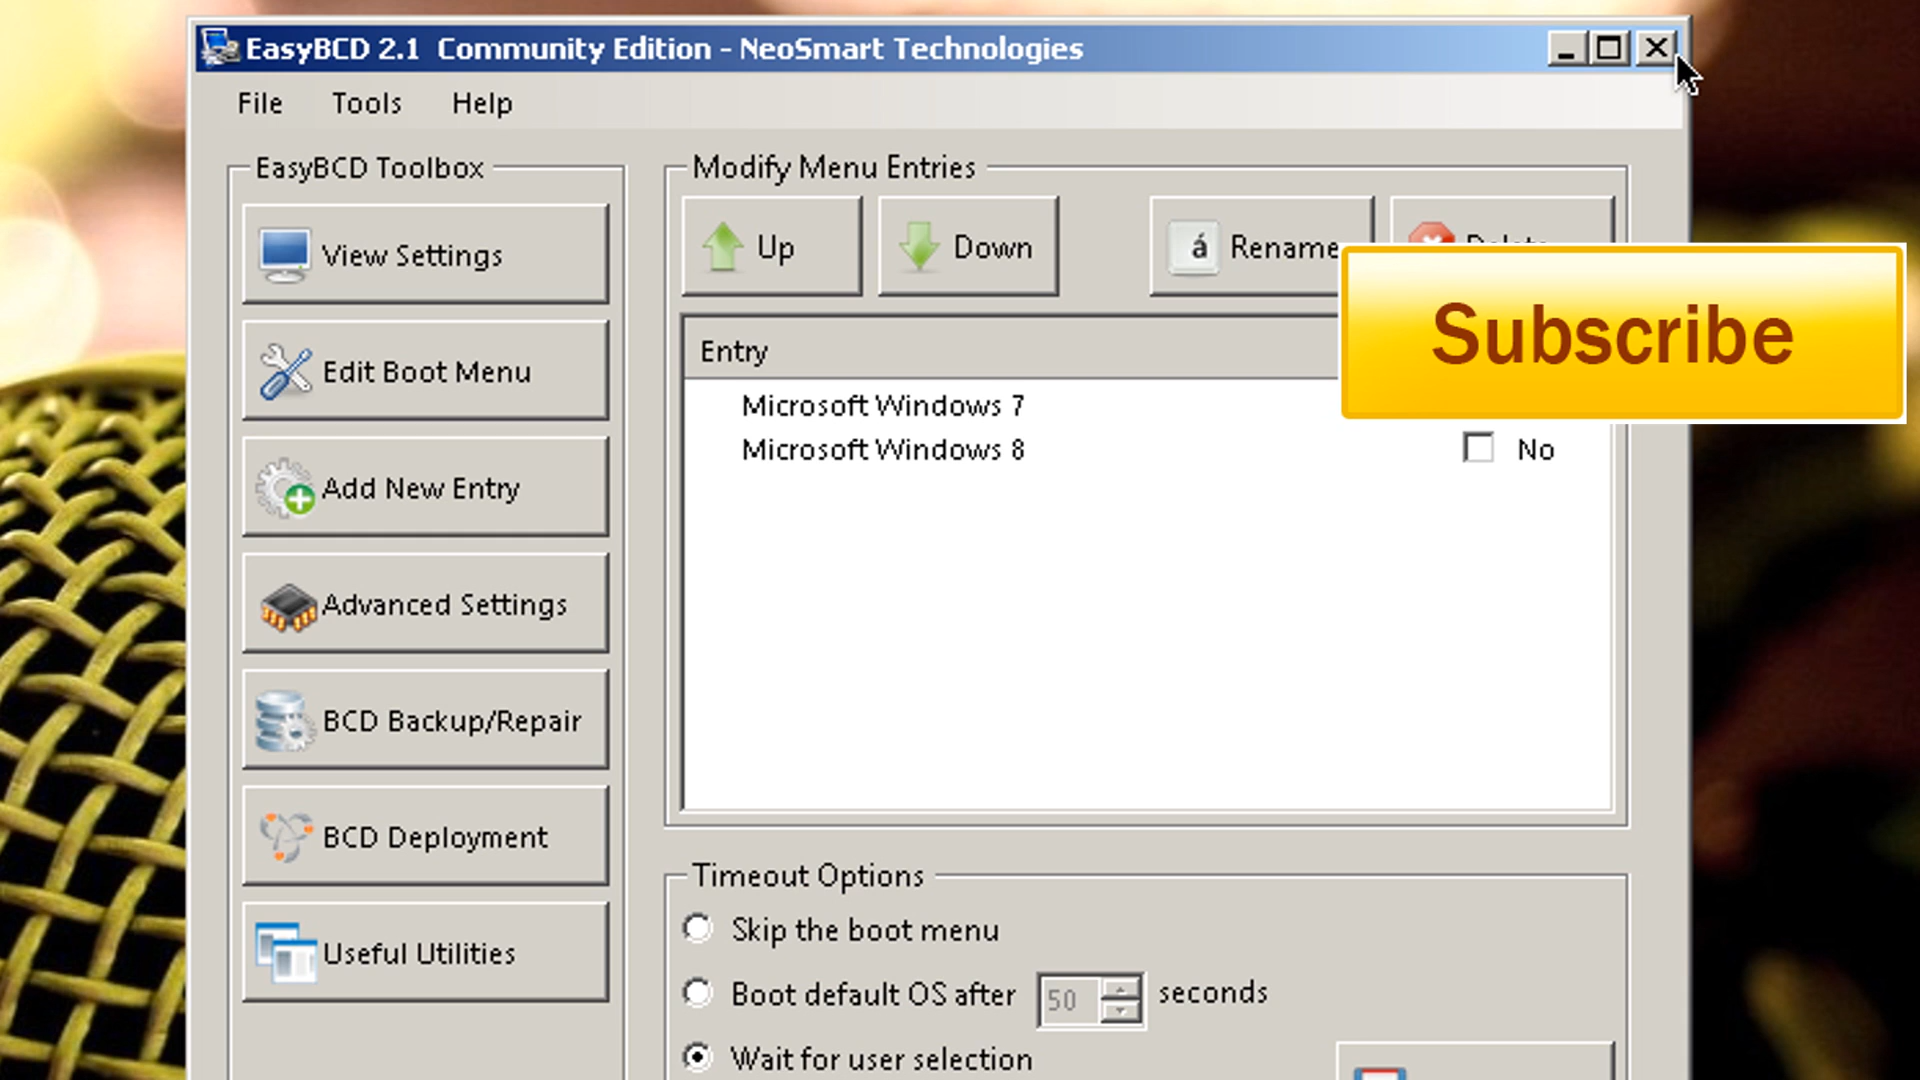 EasyBCD 2.1 Community Edition - NeoSmart Technologies
File Tools Help
EasyBCD Toolbox
View Settings
Edit Boot Menu
Add New Entry
Advanced Settings
BCD Backup/Repair
BCD Deployment
Useful Utilities
Modify Menu Entries
Up Down á Rename
Subscribe
Entry
Microsoft Windows 7
Microsoft Windows 8 No
Timeout Options
Skip the boot menu
Boot default OS after 50 seconds
Wait for user selection